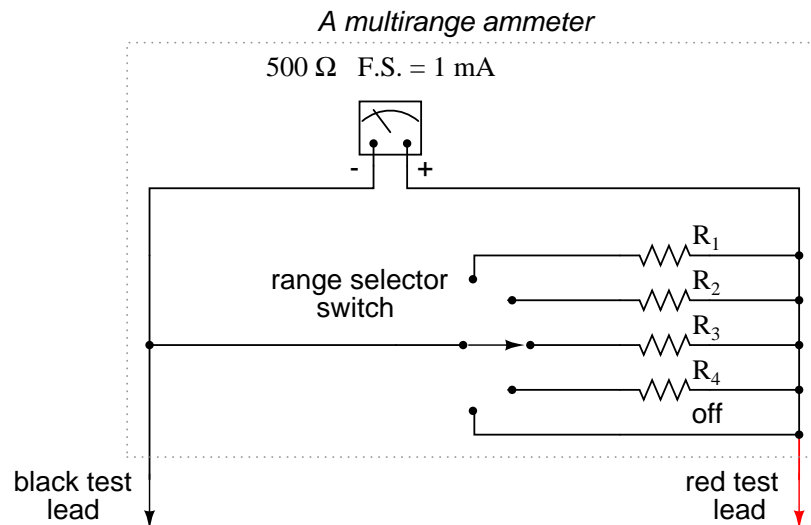 A multirange ammeter
500 Ω F.S. = 1 mA
- +
R1
range selector
switch
R2
R3
R4
off
black test
lead
red test
lead